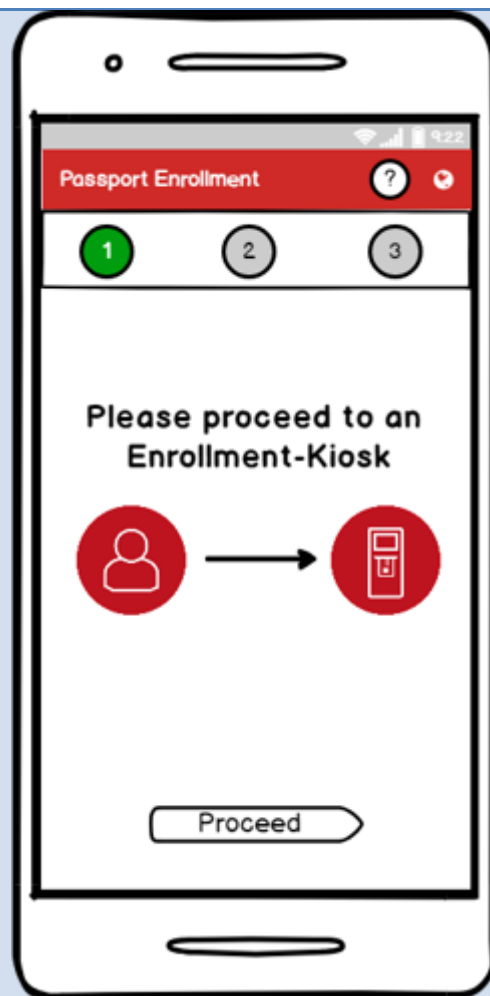 9:22
Passport Enrollment ?
1 2 3
Please proceed to an
Enrollment-Kiosk
Proceed